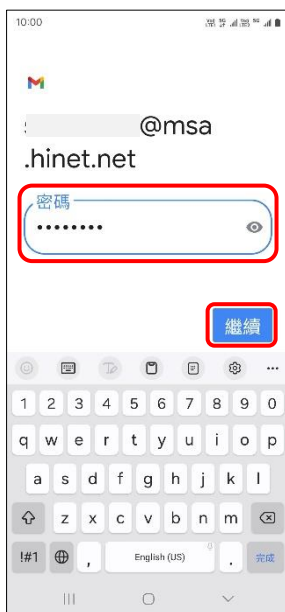 10:00
@msa
.hinet.net
密碼
••••••••
繼續
1 2 3 4 5 6 7 8 9 0
q w e r t y u i o p
a s d f g h j k l
z x c v b n m
!#1 , English (US) . 完成